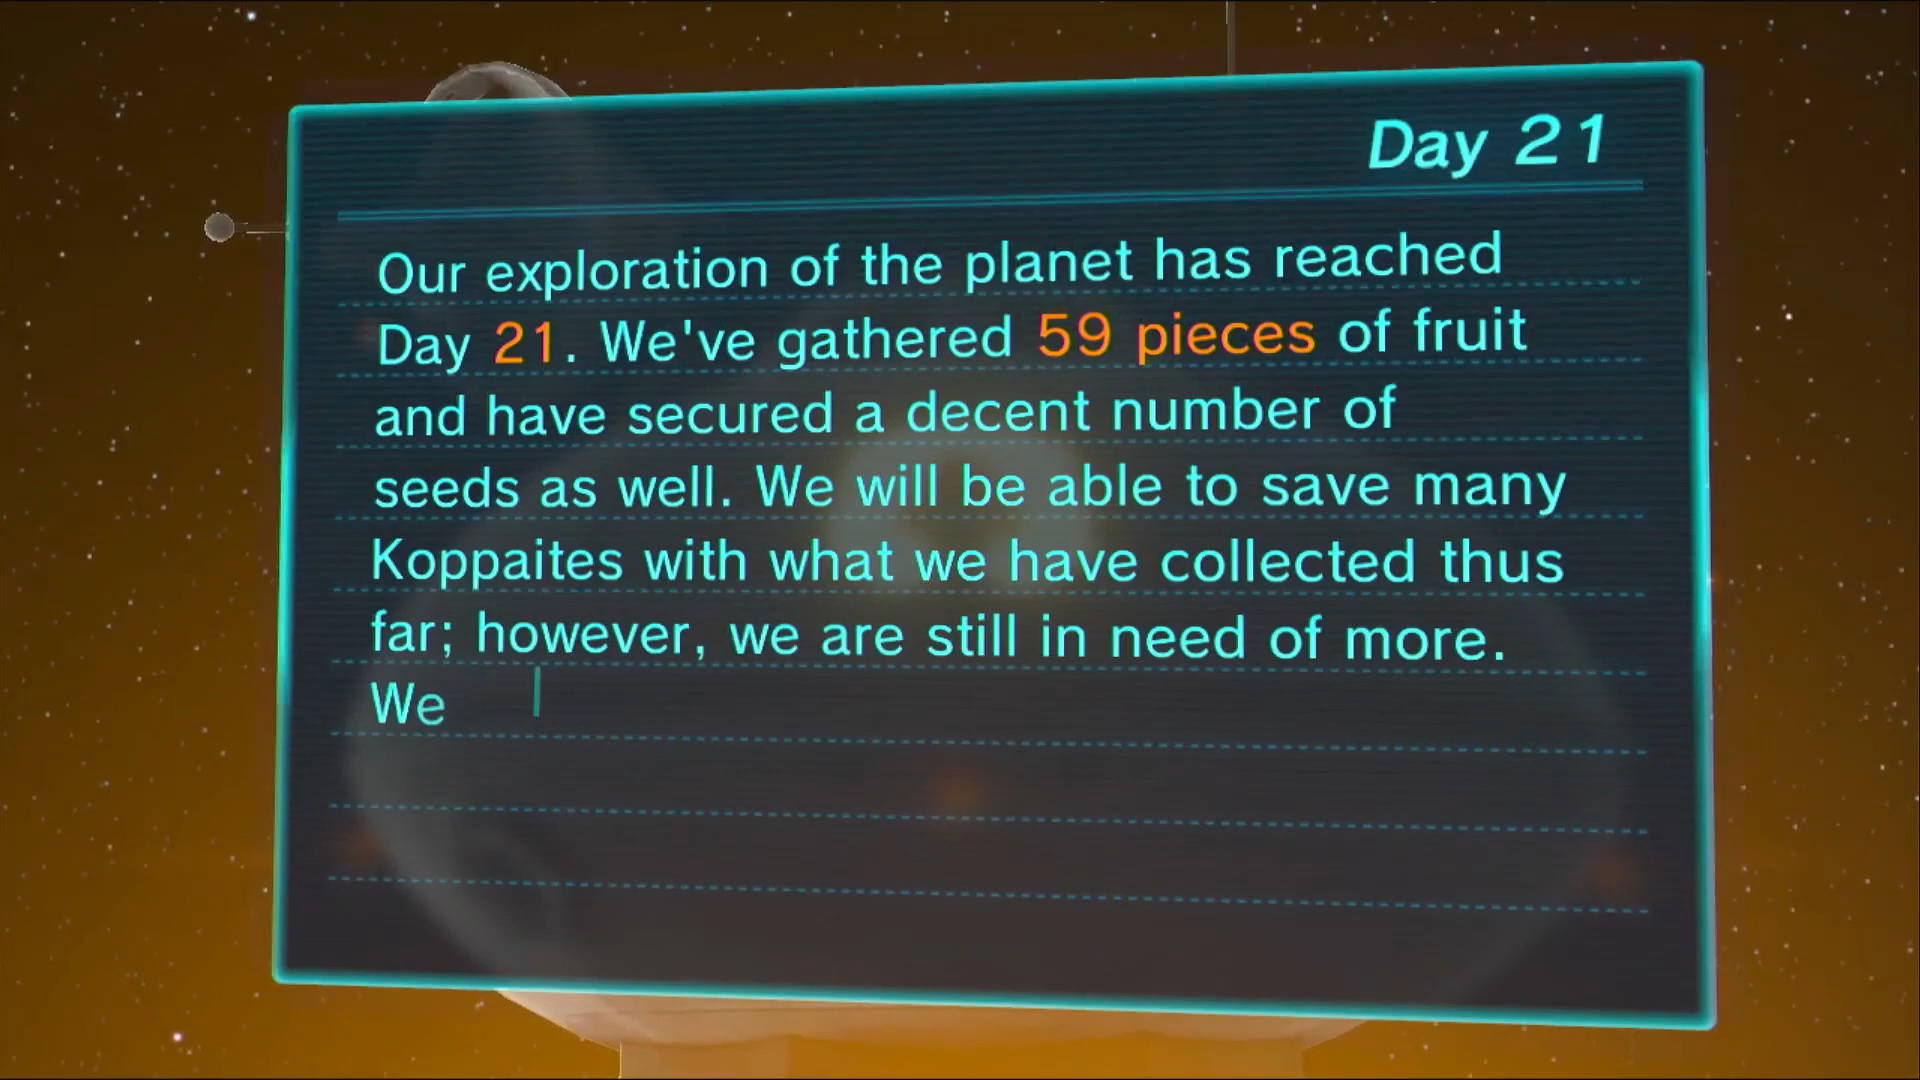 Day 21
Our exploration of the planet has reached
Day 21. We've gathered 59 pieces of fruit
and have secured a decent number of
seeds as well. We will be able to save many
Koppaites with what we have collected thus
far; however, we are still in need of more.
We